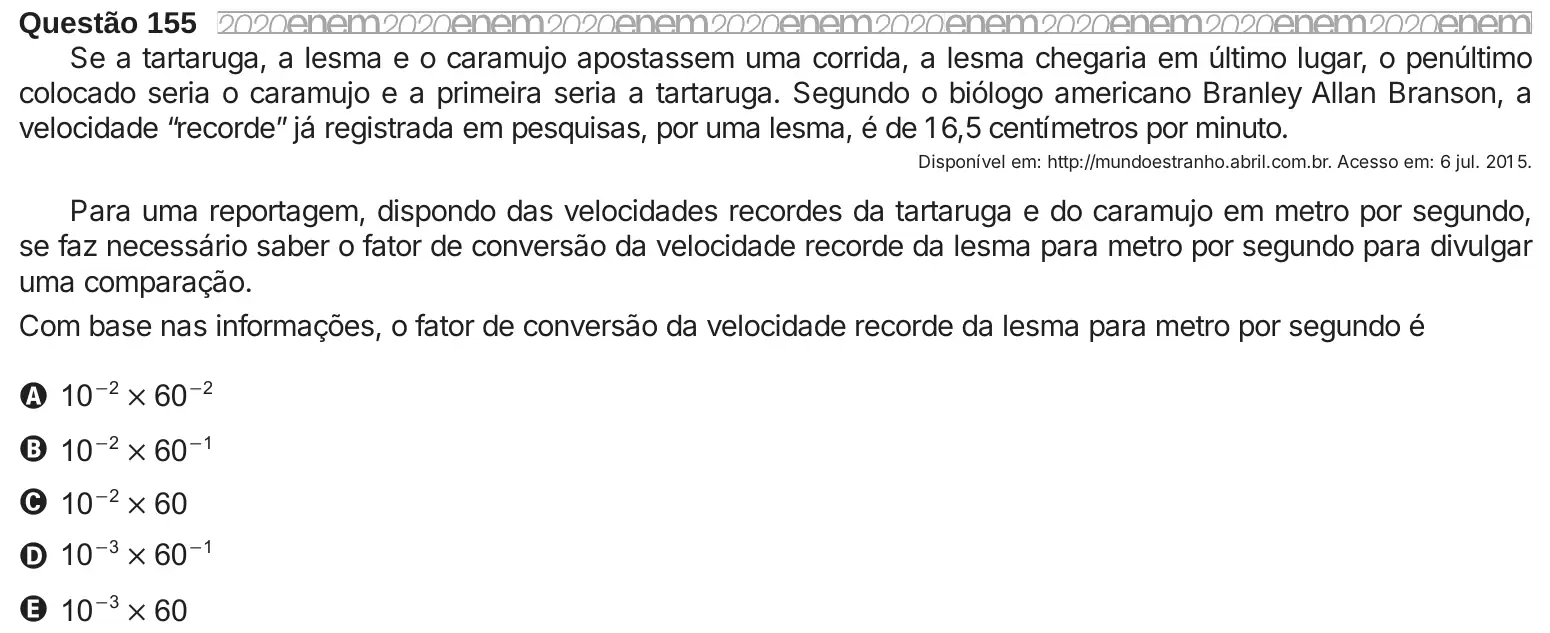 Questão 155 2020enem2020enem2020enem2020enem2020enem2020enem2020enem2020enem
Se a tartaruga, a lesma e o caramujo apostassem uma corrida, a lesma chegaria em último lugar, o penúltimo
colocado seria o caramujo e a primeira seria a tartaruga. Segundo o biólogo americano Branley Allan Branson, a
velocidade “recorde” já registrada em pesquisas, por uma lesma, é de 16,5 centímetros por minuto.
Disponível em: http://mundoestranho.abril.com.br. Acesso em: 6 jul. 2015.
Para uma reportagem, dispondo das velocidades recordes da tartaruga e do caramujo em metro por segundo,
se faz necessário saber o fator de conversão da velocidade recorde da lesma para metro por segundo para divulgar
uma comparação.
Com base nas informações, o fator de conversão da velocidade recorde da lesma para metro por segundo é
A 10⁻² × 60⁻²
B 10⁻² × 60⁻¹
C 10⁻² × 60
D 10⁻³ × 60⁻¹
E 10⁻³ × 60